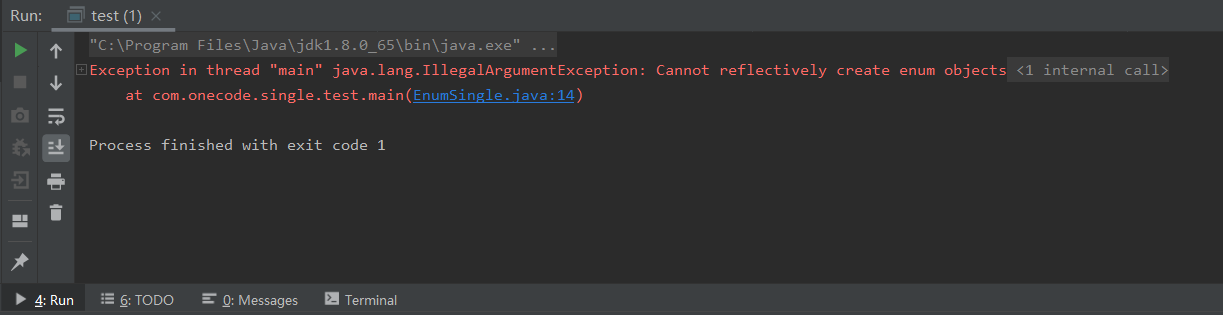 Run: test (1)
"C:\Program Files\Java\jdk1.8.0_65\bin\java.exe" ...
Exception in thread "main" java.lang.IllegalArgumentException: Cannot reflectively create enum objects <1 internal call>
at com.onecode.single.test.main(EnumSingle.java:14)
Process finished with exit code 1
4: Run 6: TODO 0: Messages Terminal